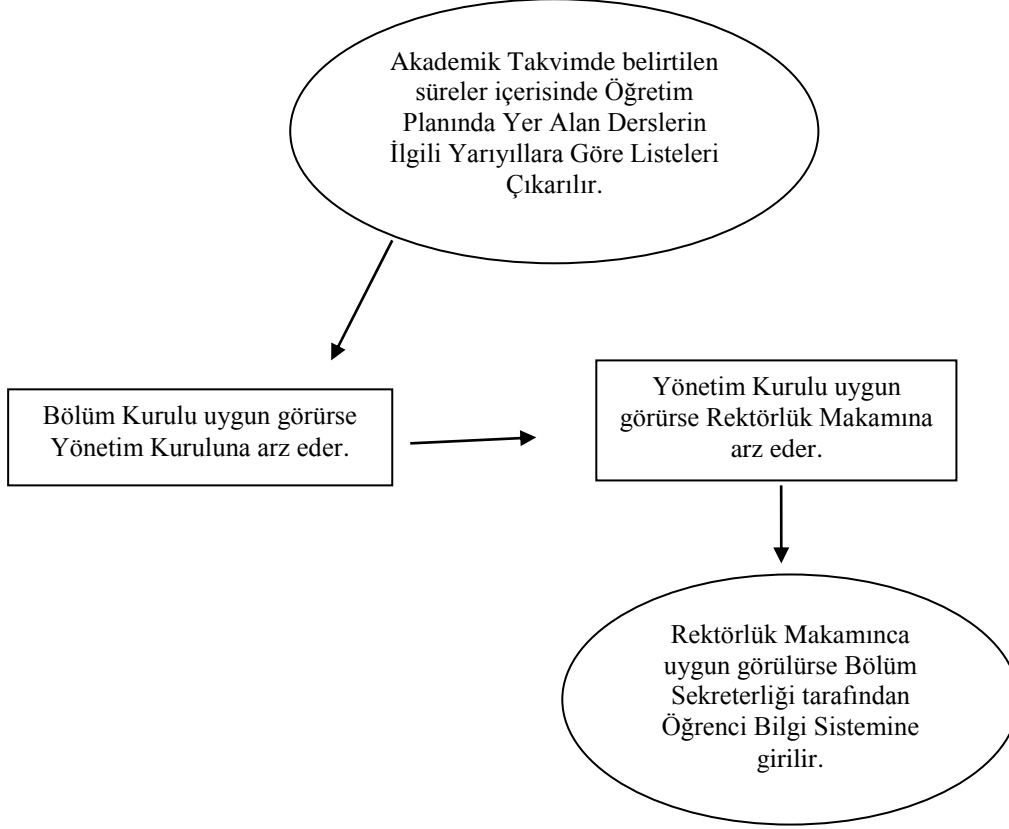 Akademik Takvimde belirtilen
süreler içerisinde Öğretim
Planında Yer Alan Derslerin
İlgili Yarıyıllara Göre Listeleri
Çıkarılır.
Bölüm Kurulu uygun görürse
Yönetim Kuruluna arz eder.
Yönetim Kurulu uygun
görürse Rektörlük Makamına
arz eder.
Rektörlük Makamınca
uygun görülürse Bölüm
Sekreterliği tarafından
Öğrenci Bilgi Sistemine
girilir.